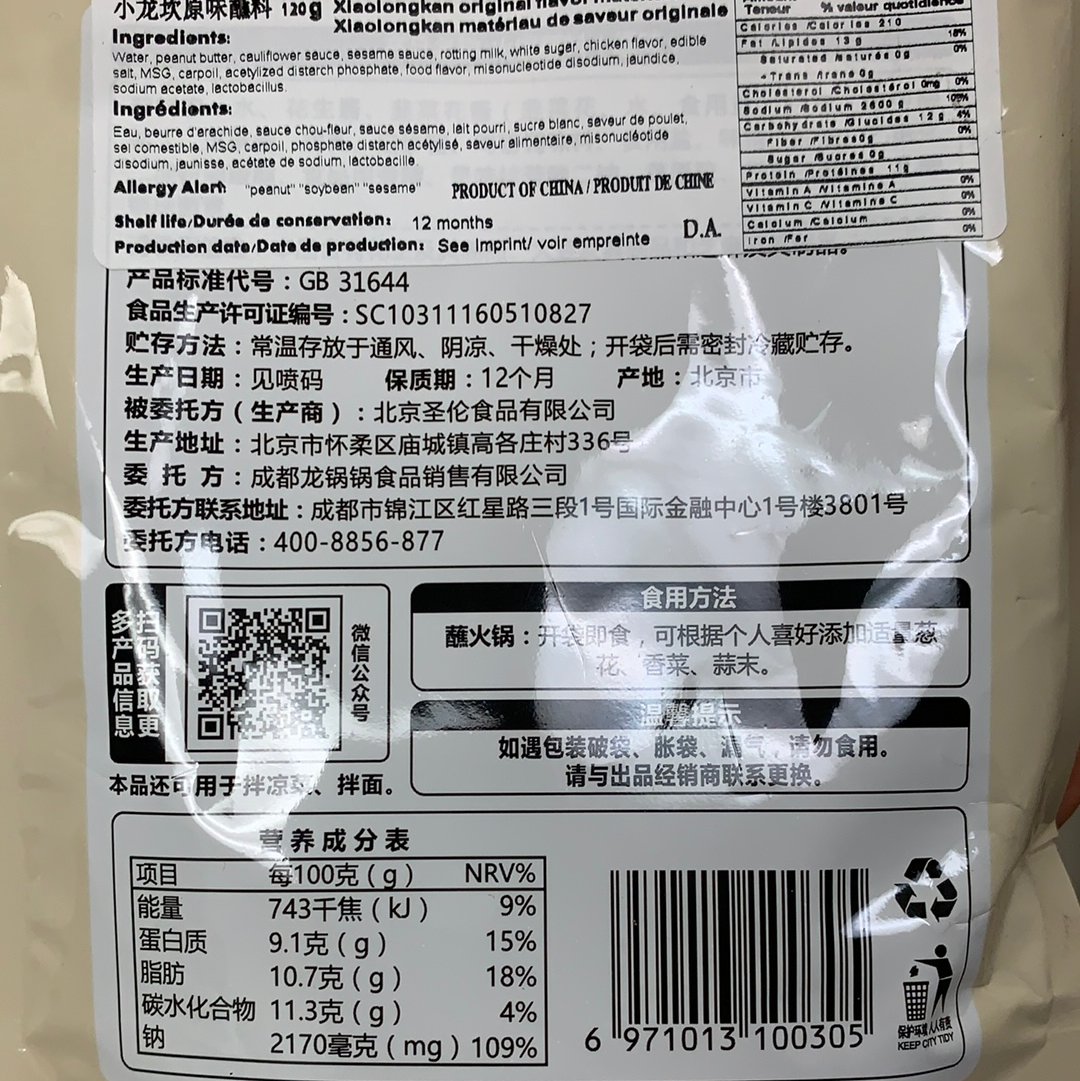 小龙坎原味蘸料 120g Xiaolongkan original flavor
Xiaolongkan matériau de saveur originale
Ingredients:
Water, peanut butter, cauliflower sauce, sesame sauce, rotting milk, white sugar, chicken flavor, edible
salt, MSG, carpoil, acetylized distarch phosphate, food flavor, misonucleotide disodium, jaundice,
sodium acetate, lactobacillus.
Ingrédients:
Eau, beurre d'arachide, sauce chou-fleur, sauce sésame, lait pourri, sucre blanc, saveur de poulet,
sel comestible, MSG, carpoil, phosphate distarch acétylisé, saveur alimentaire, misonucléotide
disodium, jaunisse, acétate de sodium, lactobacille.
Allergy Alert: "peanut" "soybean" "sesame" PRODUCT OF CHINA / PRODUIT DE CHINE
Shelf life/Durée de conservation: 12 months
Production date/Date de production: See Imprint/ voir empreinte D.A.
Teneur % valeur quotidienne
Calories /Calories 210
Fat /Lipides 13 g 18%
Saturated /saturés 0g 0%
+Trans /trans 0g
Cholesterol /Cholestérol 0mg 0%
Sodium /Sodium 2600 g
Carbohydrate /Glucides 12 g 4%
Fiber /Fibres0g 0%
Sugar /Sucres 0g
Protein /Protéines 11g
Vitamin A /Vitamine A 0%
Vitamin C /Vitamine C 0%
Calcium /Calcium 0%
Iron /Fer 0%
产品标准代号：GB 31644
食品生产许可证编号：SC10311160510827
贮存方法：常温存放于通风、阴凉、干燥处；开袋后需密封冷藏贮存。
生产日期：见喷码 保质期：12个月 产地：北京市
被委托方（生产商）：北京圣伦食品有限公司
生产地址：北京市怀柔区庙城镇高各庄村336号
委 托 方：成都龙锅锅食品销售有限公司
委托方联系地址：成都市锦江区红星路三段1号国际金融中心1号楼3801号
委托方电话：400-8856-877
扫码获取更
多产品信息
微信公众号
本品还可用于拌凉菜、拌面。
食用方法
蘸火锅：开袋即食，可根据个人喜好添加适量葱
花、香菜、蒜末。
温馨提示
如遇包装破袋、胀袋、漏气，请勿食用。
请与出品经销商联系更换。
营养成分表
项目 每100克（g） NRV%
能量 743千焦（kJ） 9%
蛋白质 9.1克（g） 15%
脂肪 10.7克（g） 18%
碳水化合物 11.3克（g） 4%
钠 2170毫克（mg） 109%
6 971013 100305
保护环境人人有责
KEEP CITY TIDY